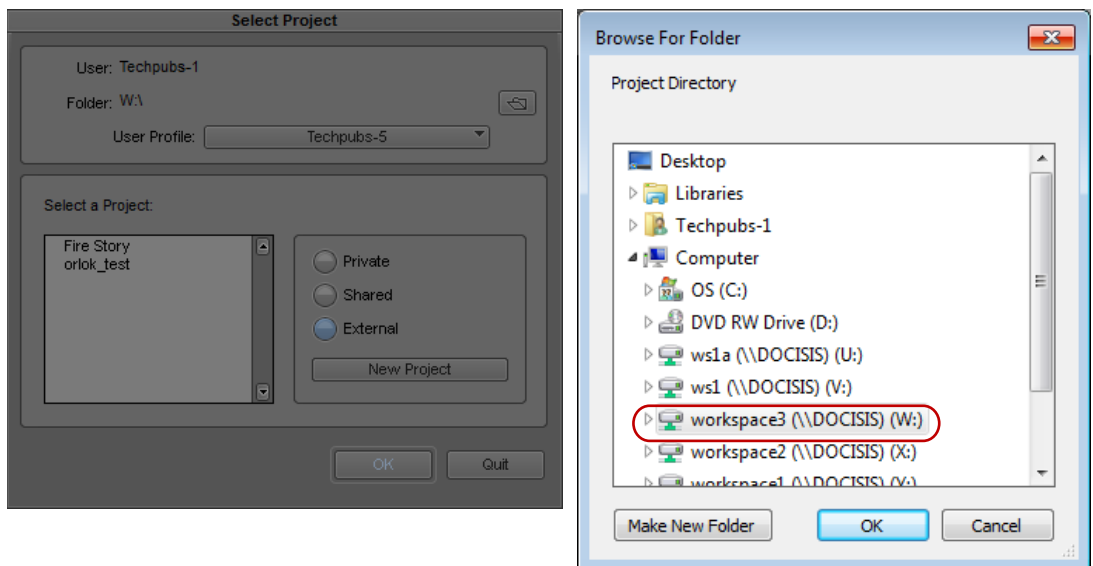 Select Project
User: Techpubs-1
Folder: W:\
User Profile: Techpubs-5
Select a Project:
Fire Story
orlok_test
Private
Shared
External
New Project
OK Quit
Browse For Folder
Project Directory
Desktop
Libraries
Techpubs-1
Computer
OS (C:)
DVD RW Drive (D:)
ws1a (\\DOCISIS) (U:)
ws1 (\\DOCISIS) (V:)
workspace3 (\\DOCISIS) (W:)
workspace2 (\\DOCISIS) (X:)
workspace1 (\\DOCISIS) (Y:)
Make New Folder OK Cancel